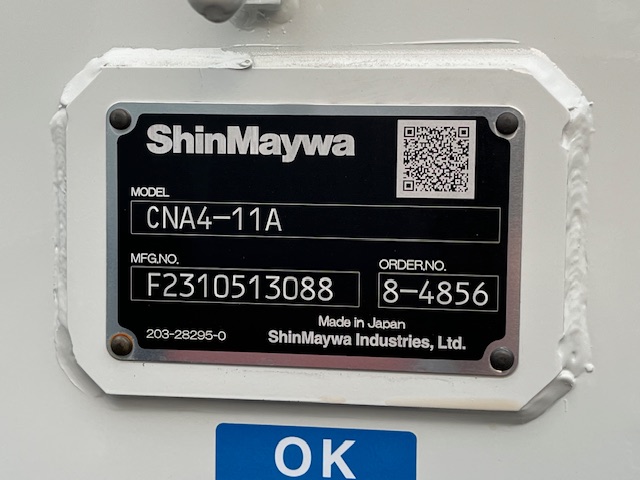 ShinMaywa
MODEL
CNA4-11A
MFG.NO.
F2310513088
ORDER.NO.
8-4856
Made in Japan
203-28295-0
ShinMaywa Industries, Ltd.
OK